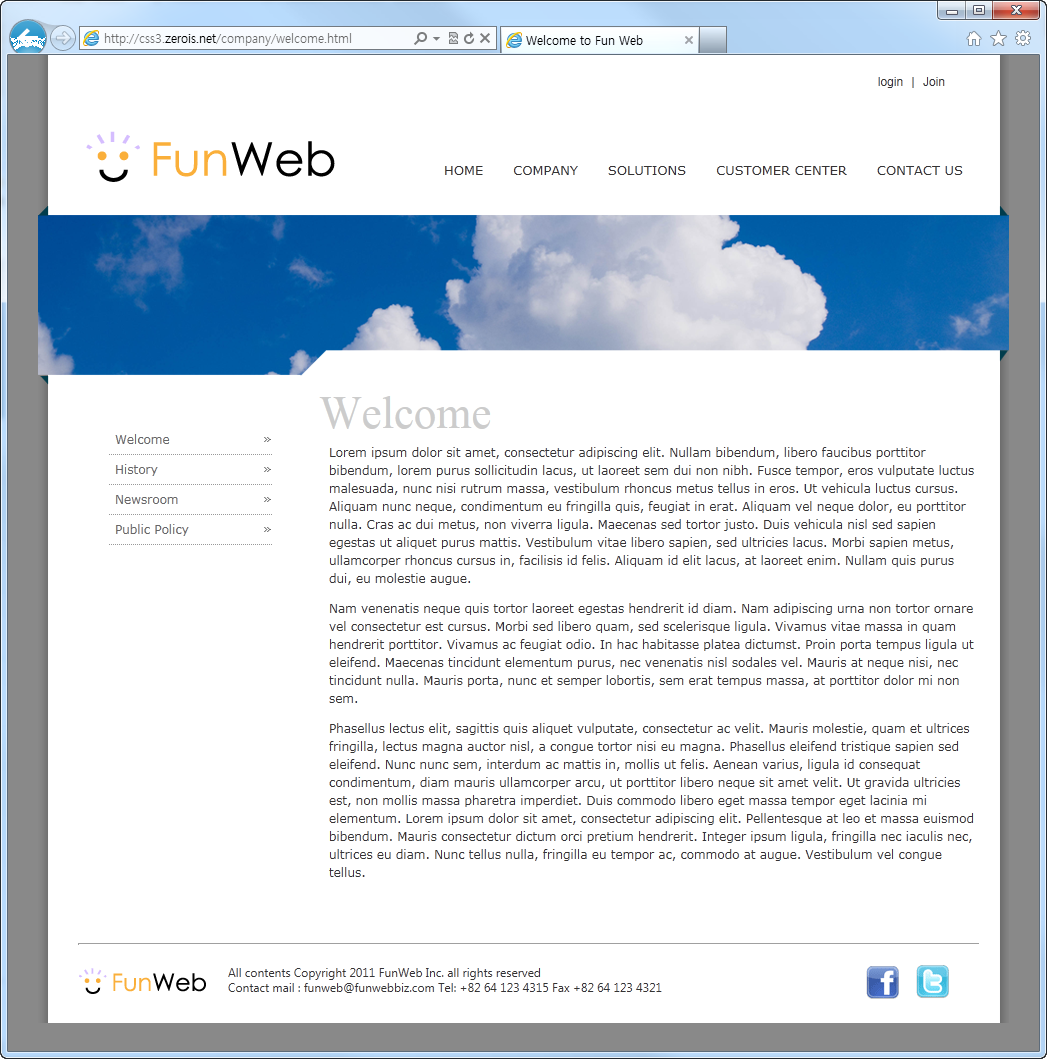 http://css3.zerois.net/company/welcome.html
Welcome to Fun Web
login | Join
FunWeb
HOME COMPANY SOLUTIONS CUSTOMER CENTER CONTACT US
Welcome »
History »
Newsroom »
Public Policy »
Welcome
Lorem ipsum dolor sit amet, consectetur adipiscing elit. Nullam bibendum, libero faucibus porttitor
bibendum, lorem purus sollicitudin lacus, ut laoreet sem dui non nibh. Fusce tempor, eros vulputate luctus
malesuada, nunc nisi rutrum massa, vestibulum rhoncus metus tellus in eros. Ut vehicula luctus cursus.
Aliquam nunc neque, condimentum eu fringilla quis, feugiat in erat. Aliquam vel neque dolor, eu porttitor
nulla. Cras ac dui metus, non viverra ligula. Maecenas sed tortor justo. Duis vehicula nisl sed sapien
egestas ut aliquet purus mattis. Vestibulum vitae libero sapien, sed ultricies lacus. Morbi sapien metus,
ullamcorper rhoncus cursus in, facilisis id felis. Aliquam id elit lacus, at laoreet enim. Nullam quis purus
dui, eu molestie augue.
Nam venenatis neque quis tortor laoreet egestas hendrerit id diam. Nam adipiscing urna non tortor ornare
vel consectetur est cursus. Morbi sed libero quam, sed scelerisque ligula. Vivamus vitae massa in quam
hendrerit porttitor. Vivamus ac feugiat odio. In hac habitasse platea dictumst. Proin porta tempus ligula ut
eleifend. Maecenas tincidunt elementum purus, nec venenatis nisl sodales vel. Mauris at neque nisi, nec
tincidunt nulla. Mauris porta, nunc et semper lobortis, sem erat tempus massa, at porttitor dolor mi non
sem.
Phasellus lectus elit, sagittis quis aliquet vulputate, consectetur ac velit. Mauris molestie, quam et ultrices
fringilla, lectus magna auctor nisl, a congue tortor nisi eu magna. Phasellus eleifend tristique sapien sed
eleifend. Nunc nunc sem, interdum ac mattis in, mollis ut felis. Aenean varius, ligula id consequat
condimentum, diam mauris ullamcorper arcu, ut porttitor libero neque sit amet velit. Ut gravida ultricies
est, non mollis massa pharetra imperdiet. Duis commodo libero eget massa tempor eget lacinia mi
elementum. Lorem ipsum dolor sit amet, consectetur adipiscing elit. Pellentesque at leo et massa euismod
bibendum. Mauris consectetur dictum orci pretium hendrerit. Integer ipsum ligula, fringilla nec iaculis nec,
ultrices eu diam. Nunc tellus nulla, fringilla eu tempor ac, commodo at augue. Vestibulum vel congue
tellus.
FunWeb
All contents Copyright 2011 FunWeb Inc. all rights reserved
Contact mail : funweb@funwebbiz.com Tel: +82 64 123 4315 Fax +82 64 123 4321